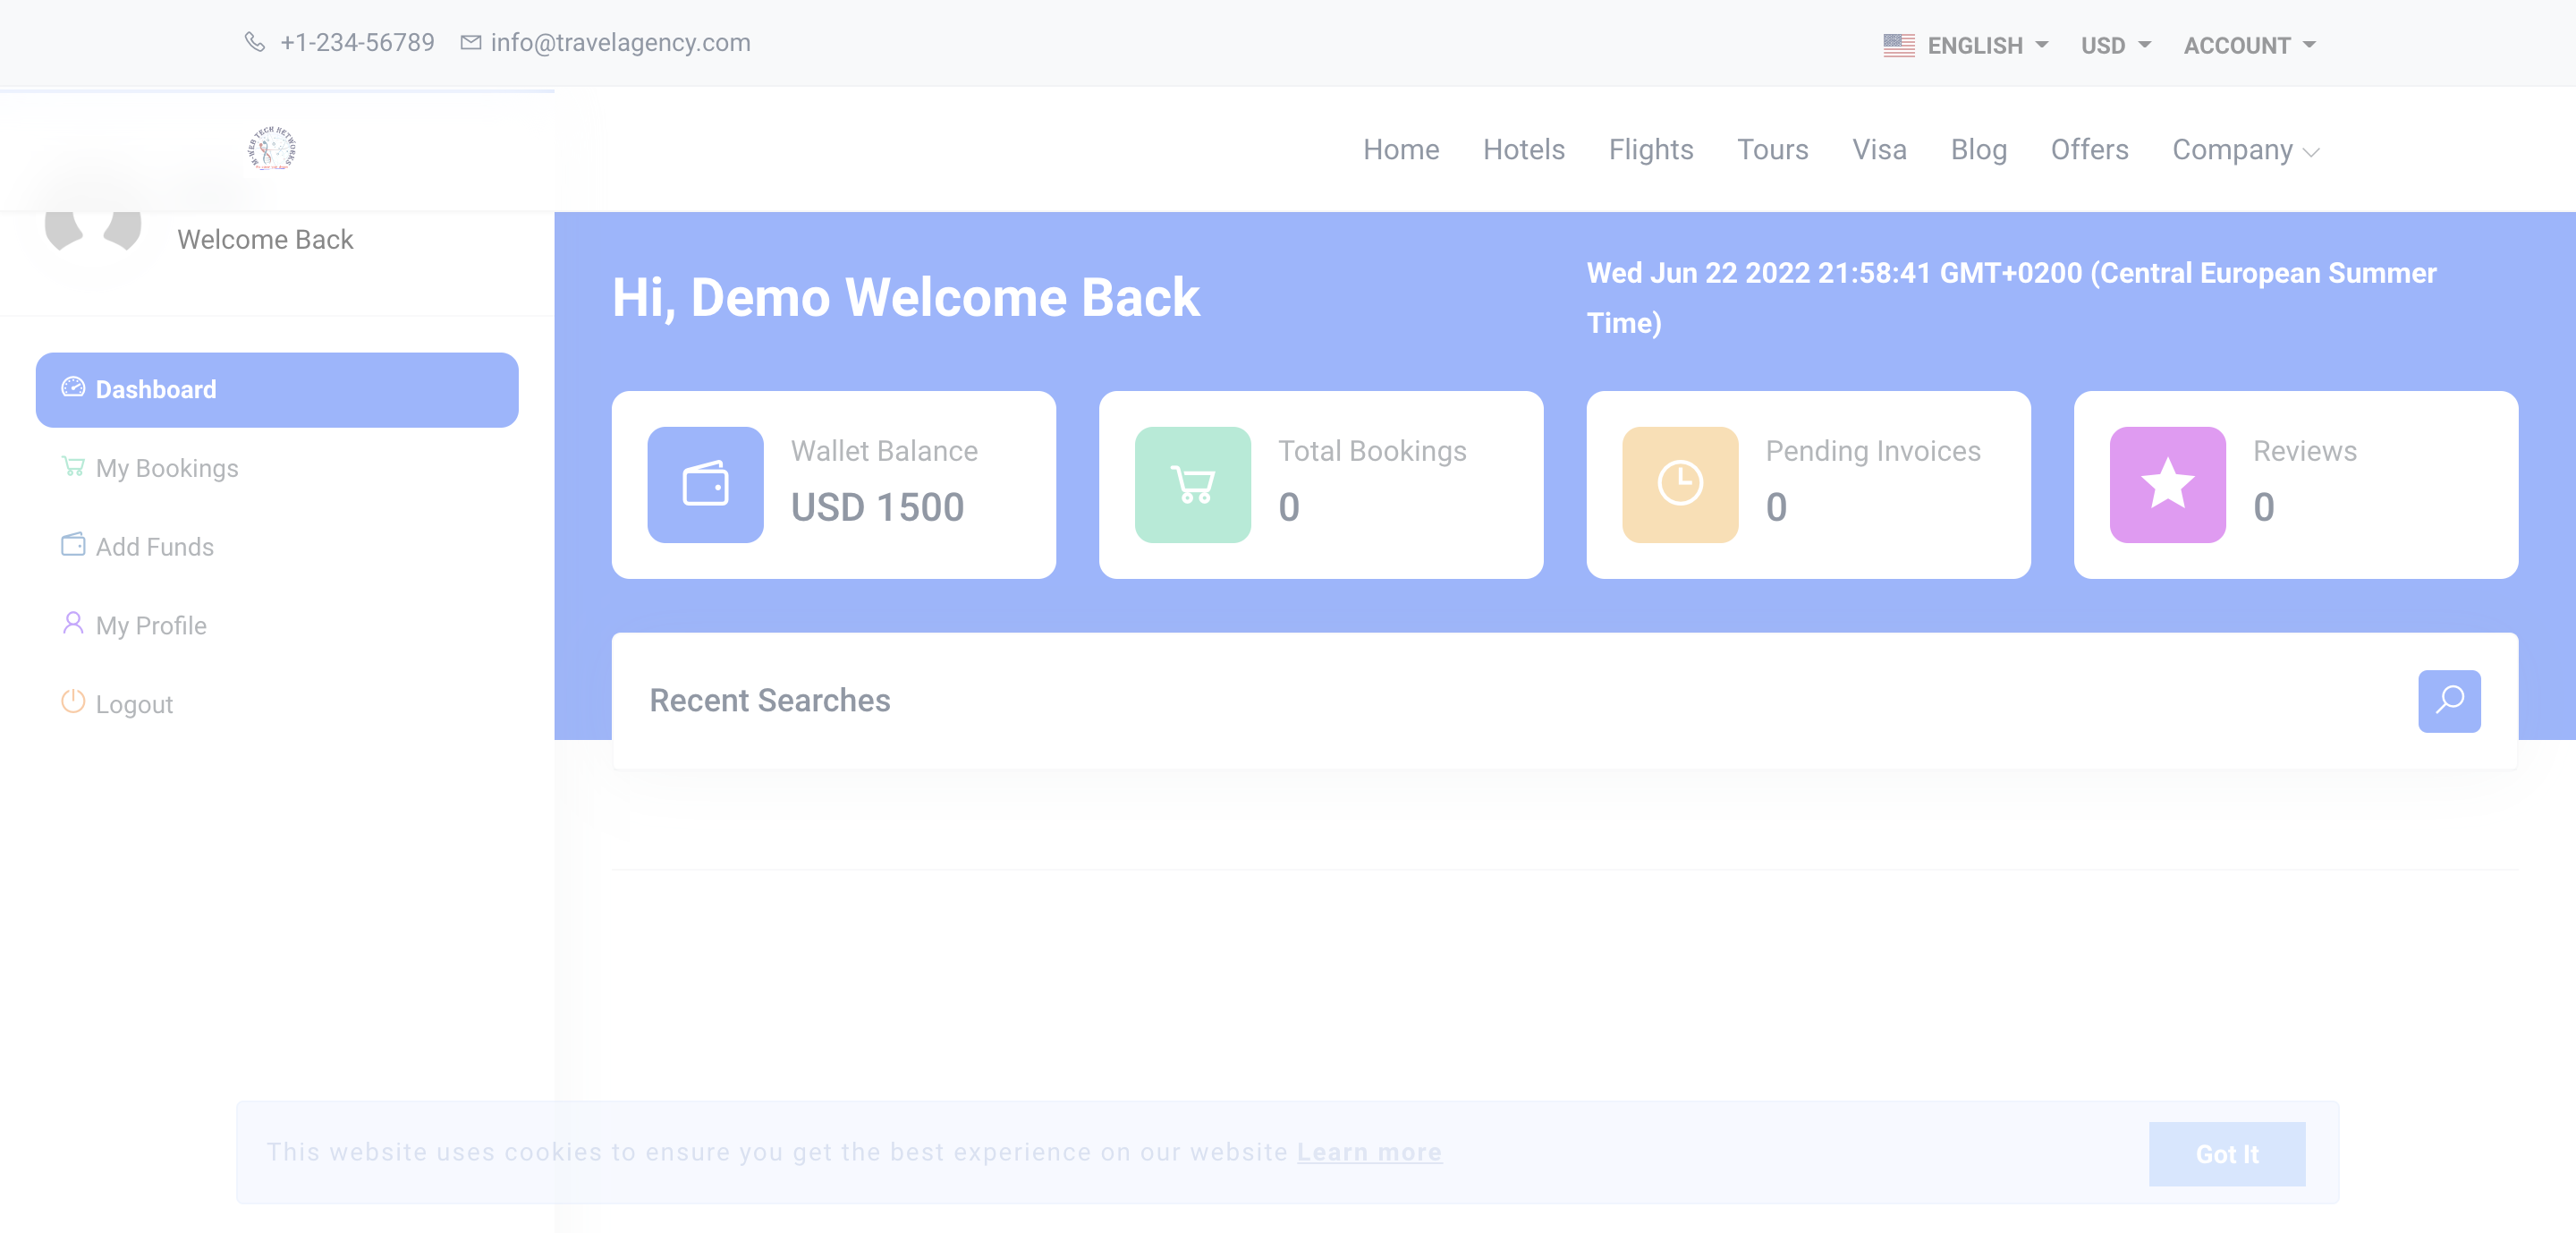 +1-234-56789 info@travelagency.com
ENGLISH USD ACCOUNT
Home Hotels Flights Tours Visa Blog Offers Company
Welcome Back
Dashboard
My Bookings
Add Funds
My Profile
Logout
Hi, Demo Welcome Back
Wed Jun 22 2022 21:58:41 GMT+0200 (Central European Summer
Time)
Wallet Balance
USD 1500
Total Bookings
0
Pending Invoices
0
Reviews
0
Recent Searches
This website uses cookies to ensure you get the best experience on our website Learn more
Got It